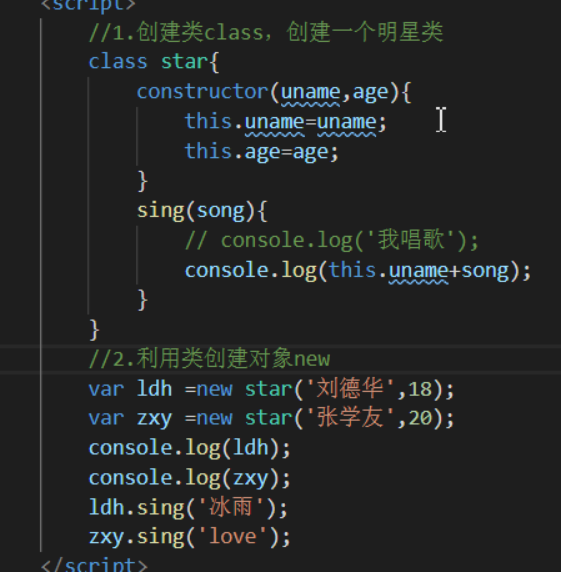 <script>
//1.创建类class，创建一个明星类
class star{
constructor(uname,age){
this.uname=uname;
this.age=age;
}
sing(song){
// console.log('我唱歌');
console.log(this.uname+song);
}
}
//2.利用类创建对象new
var ldh =new star('刘德华',18);
var zxy =new star('张学友',20);
console.log(ldh);
console.log(zxy);
ldh.sing('冰雨');
zxy.sing('love');
</script>